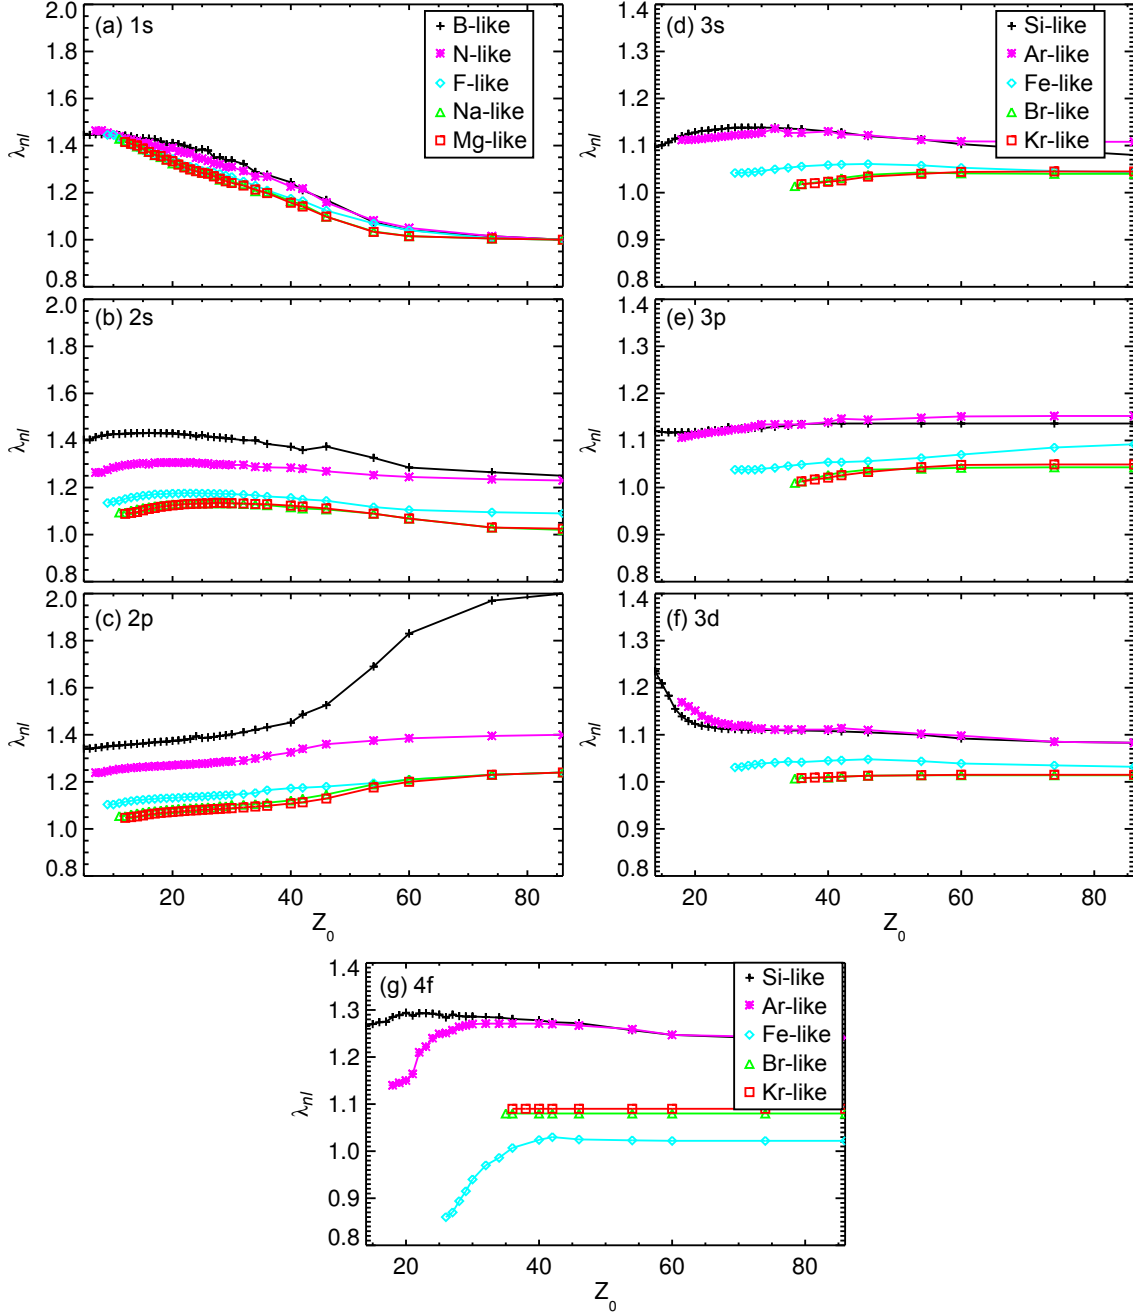 (a) 1s
B-like
N-like
F-like
Na-like
Mg-like
2.0
1.8
1.6
1.4
1.2
1.0
0.8
λnl
(d) 3s
Si-like
Ar-like
Fe-like
Br-like
Kr-like
1.4
1.3
1.2
1.1
1.0
0.9
0.8
λnl
(b) 2s
2.0
1.8
1.6
1.4
1.2
1.0
0.8
λnl
(e) 3p
1.4
1.3
1.2
1.1
1.0
0.9
0.8
λnl
(c) 2p
2.0
1.8
1.6
1.4
1.2
1.0
0.8
λnl
20 40 60 80
Z0
(f) 3d
1.4
1.3
1.2
1.1
1.0
0.9
0.8
λnl
20 40 60 80
Z0
(g) 4f
Si-like
Ar-like
Fe-like
Br-like
Kr-like
1.4
1.3
1.2
1.1
1.0
0.9
0.8
λnl
20 40 60 80
Z0